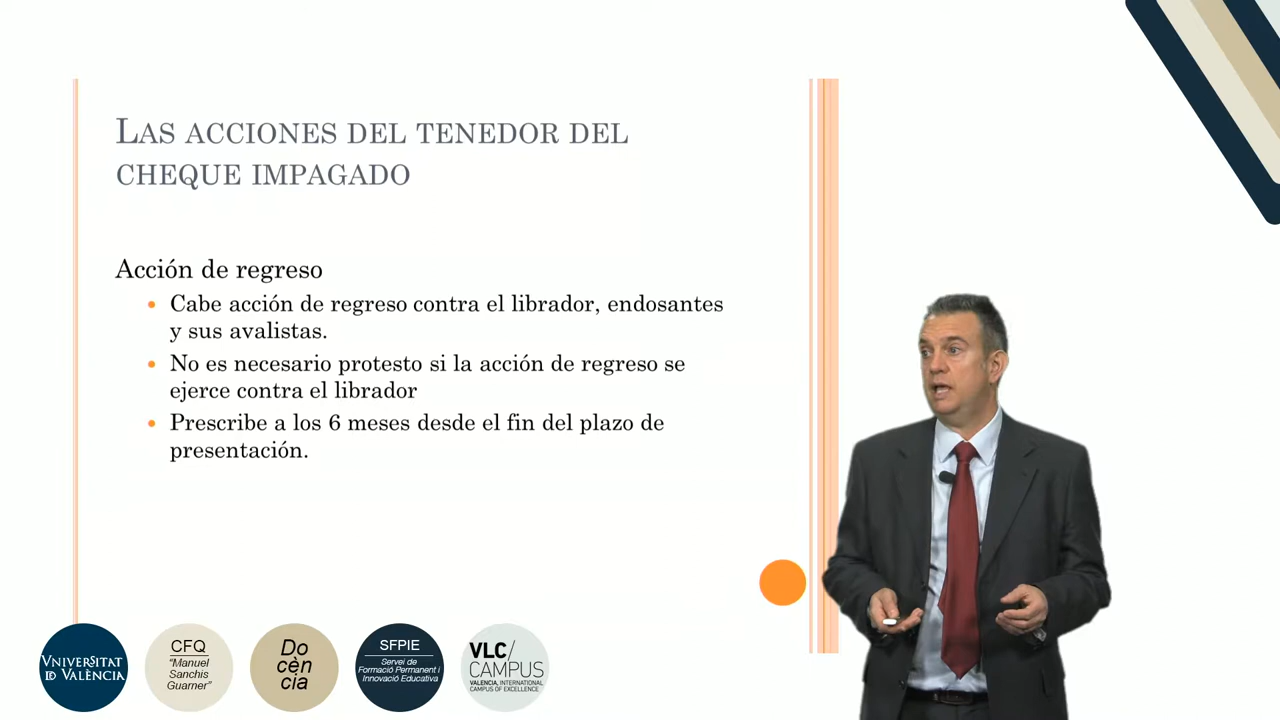 Las acciones del tenedor del
cheque impagado
Acción de regreso
• Cabe acción de regreso contra el librador, endosantes
y sus avalistas.
• No es necesario protesto si la acción de regreso se
ejerce contra el librador
• Prescribe a los 6 meses desde el fin del plazo de
presentación.
VNIVERSITAT
ID VALÈNCIA
CFQ
"Manuel
Sanchis
Guarner"
Do
cèn
cia
SFPIE
Servei de
Formació Permanent i
Innovació Educativa
VLC/
CAMPUS
VALENCIA, INTERNATIONAL
CAMPUS OF EXCELLENCE